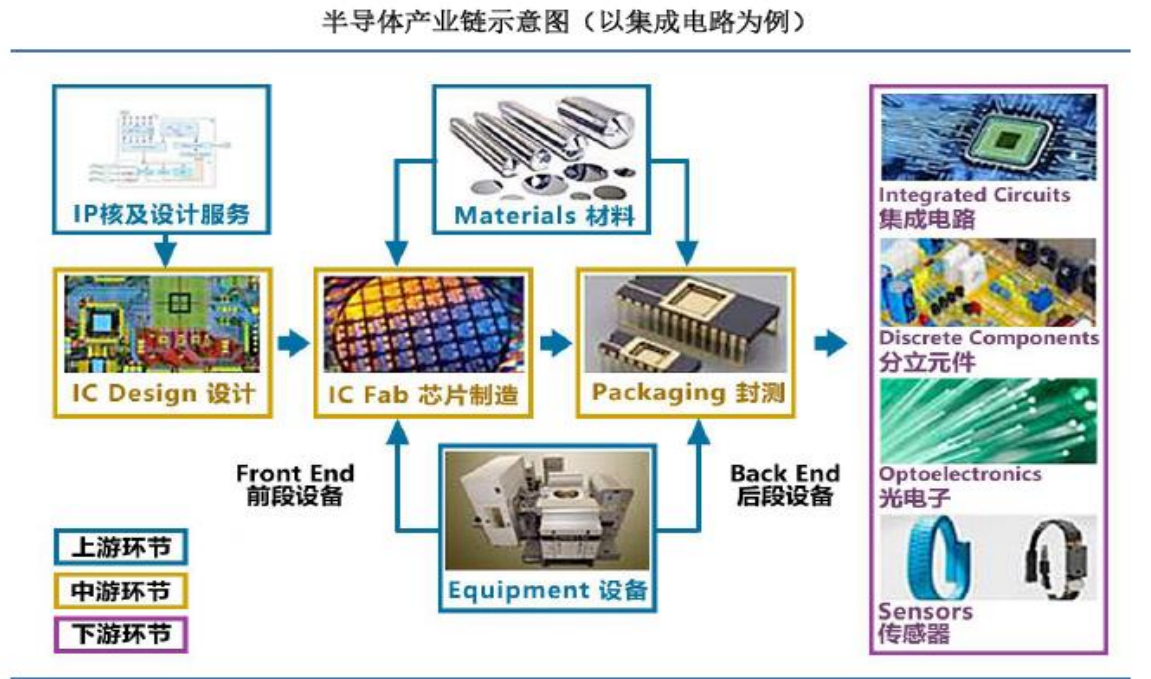 半导体产业链示意图（以集成电路为例）
IP核及设计服务
Materials 材料
IC Design 设计
IC Fab 芯片制造
Packaging 封测
Front End
前段设备
Equipment 设备
Back End
后段设备
Integrated Circuits
集成电路
Discrete Components
分立元件
Optoelectronics
光电子
Sensors
传感器
上游环节
中游环节
下游环节